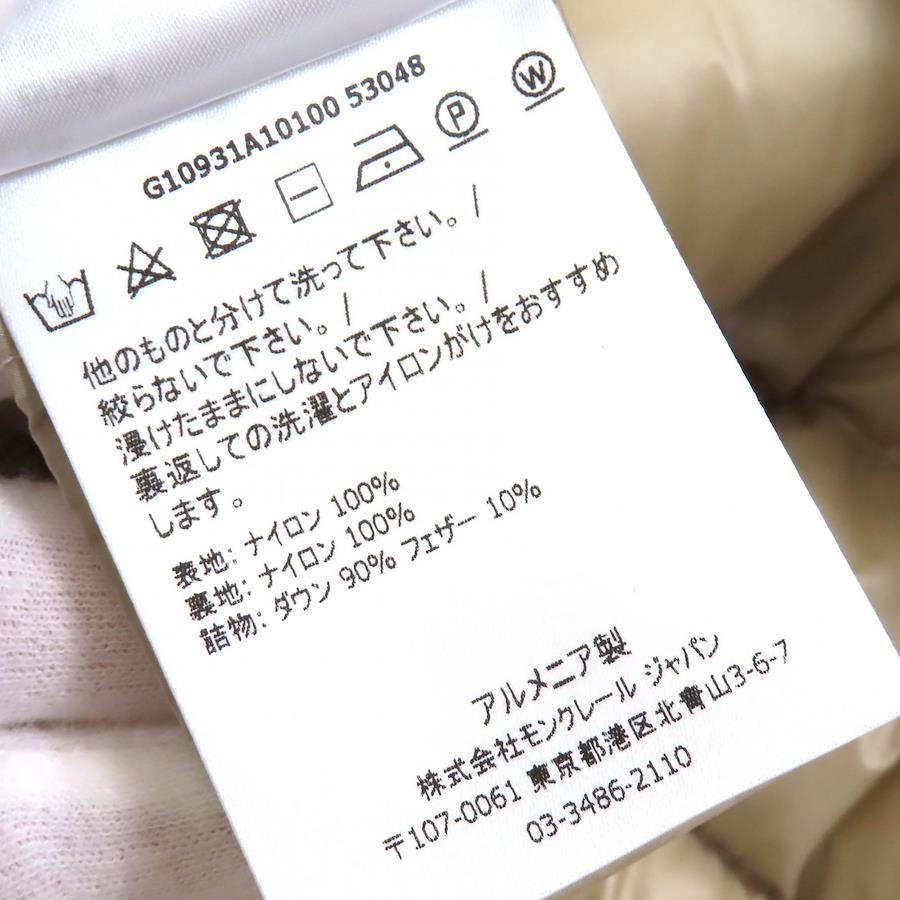 G10931A10100 53048
P
W
他のものと分けて洗って下さい。/
絞らないで下さい。/
浸けたままにしないで下さい。/
裏返しての洗濯とアイロンがけをおすすめ
します。
表地: ナイロン 100%
裏地: ナイロン 100%
詰物: ダウン 90% フェザー 10%
アルメニア製
株式会社モンクレール ジャパン
〒107-0061 東京都港区北青山3-6-7
03-3486-2110